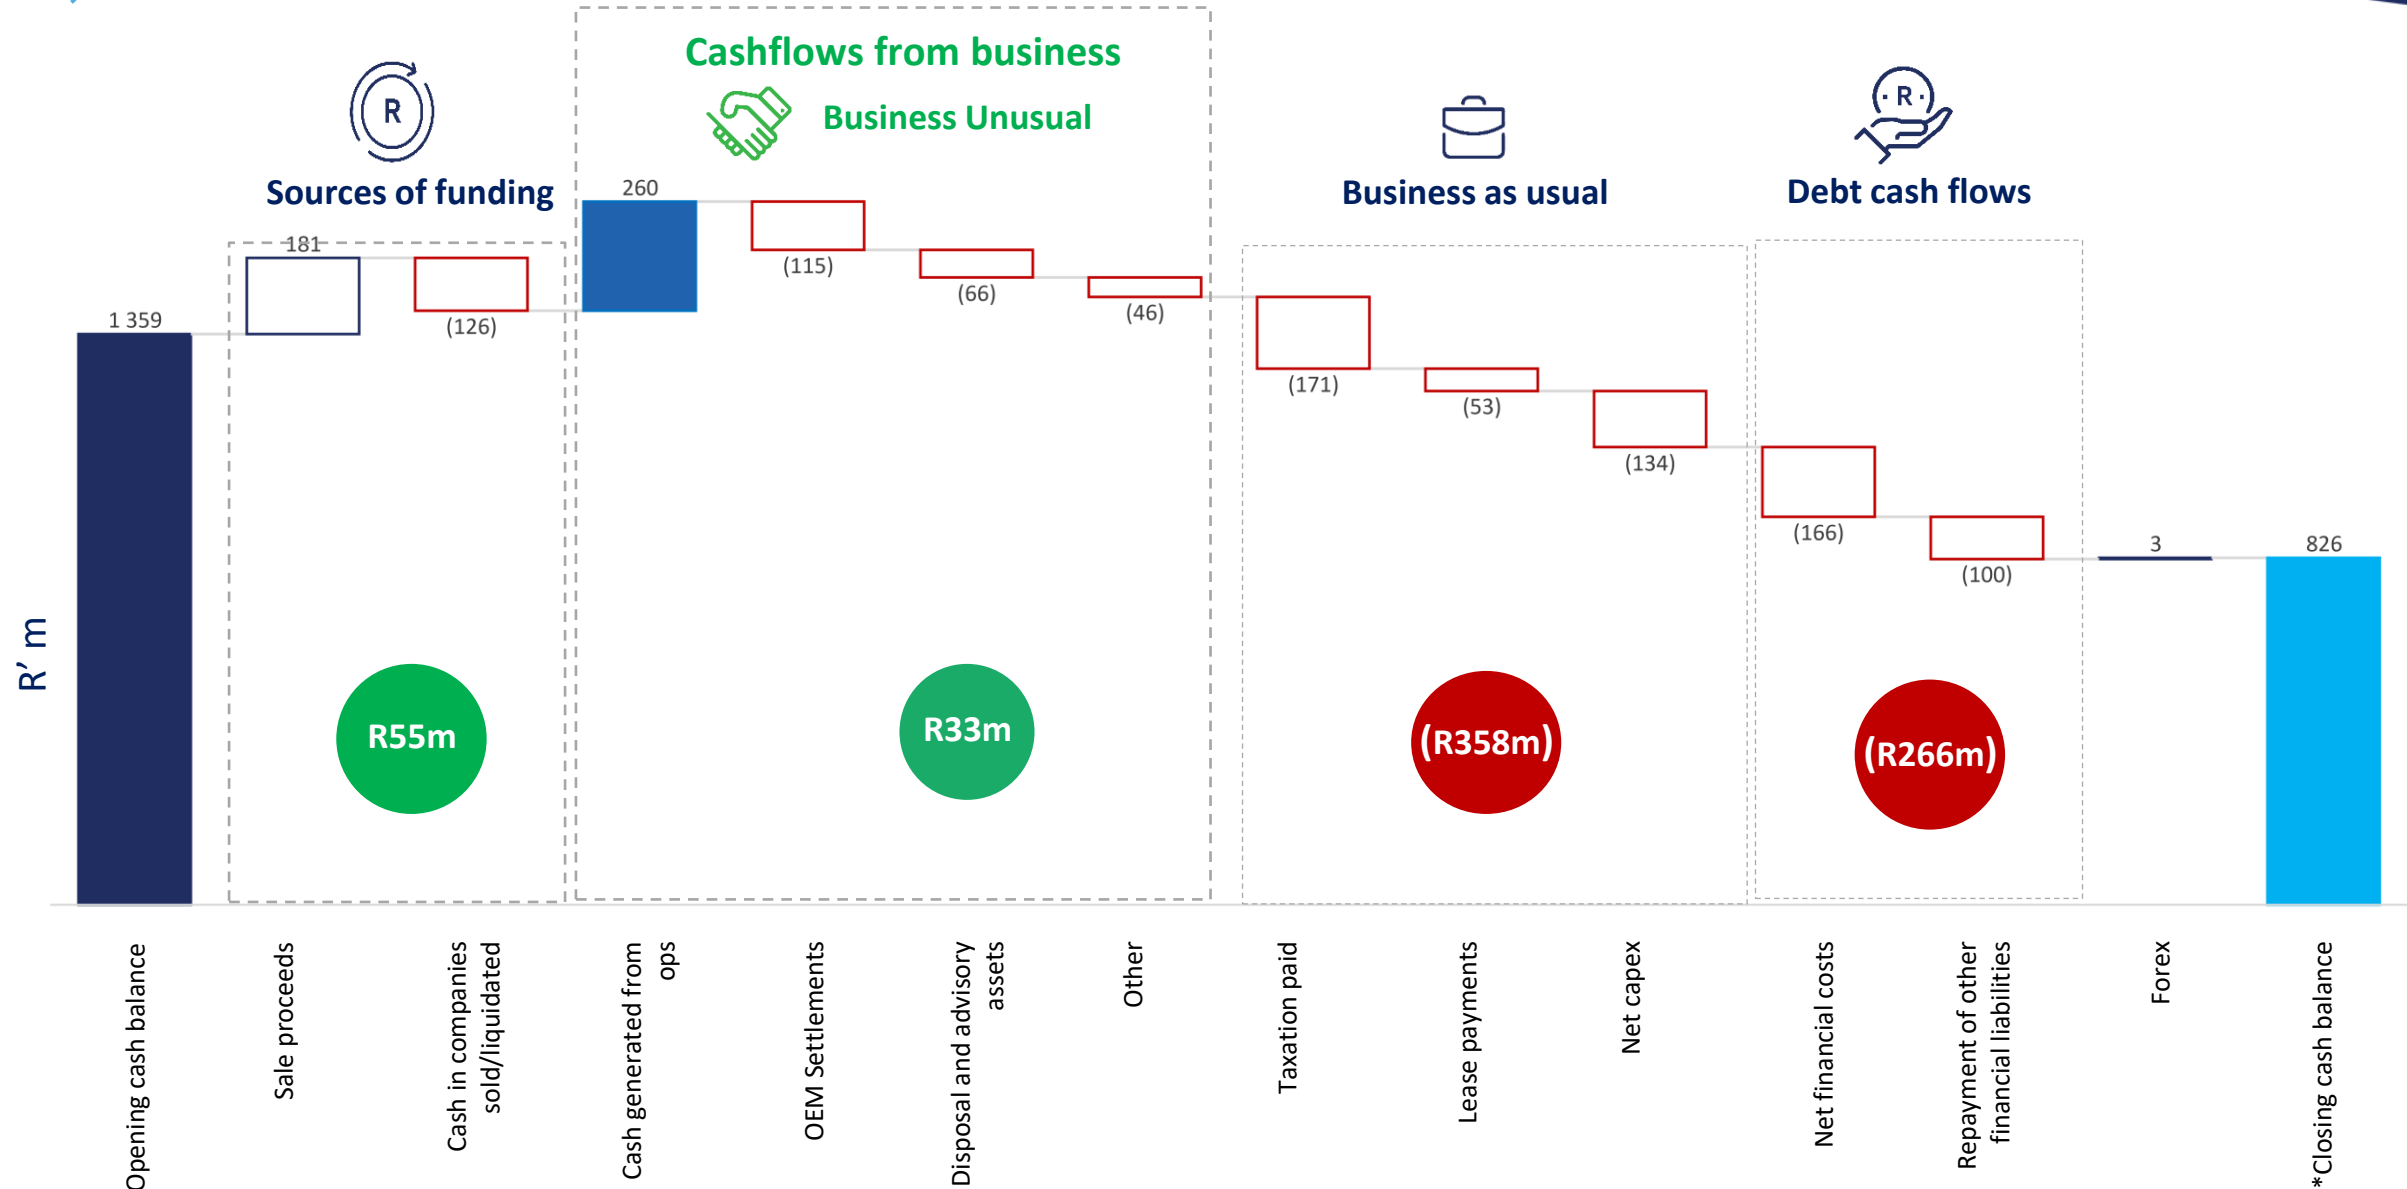 Cashflows from business
Business Unusual
R
Sources of funding
Business as usual
· R ·
Debt cash flows
1 359
181
(126)
260
(115)
(66)
(46)
(171)
(53)
(134)
(166)
(100)
3
826
R' m
R55m
R33m
(R358m)
(R266m)
Opening cash balance
Sale proceeds
Cash in companies
sold/liquidated
Cash generated from
ops
OEM Settlements
Disposal and advisory
assets
Other
Taxation paid
Lease payments
Net capex
Net financial costs
Repayment of other
financial liabilities
Forex
*Closing cash balance